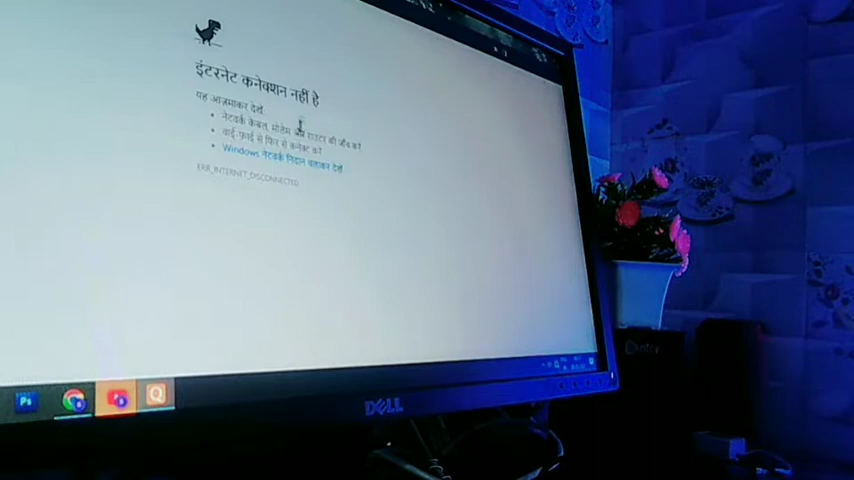 इंटरनेट कनेक्शन नहीं है
यह आज़माकर देखें
नेटवर्क केबल, मोडेम और राउटर की जाँच करें
वाई-फ़ाई से फिर से कनेक्ट करें
Windows नेटवर्क निदान चलाकर देखें
ERR_INTERNET_DISCONNECTED
Ps
DELL